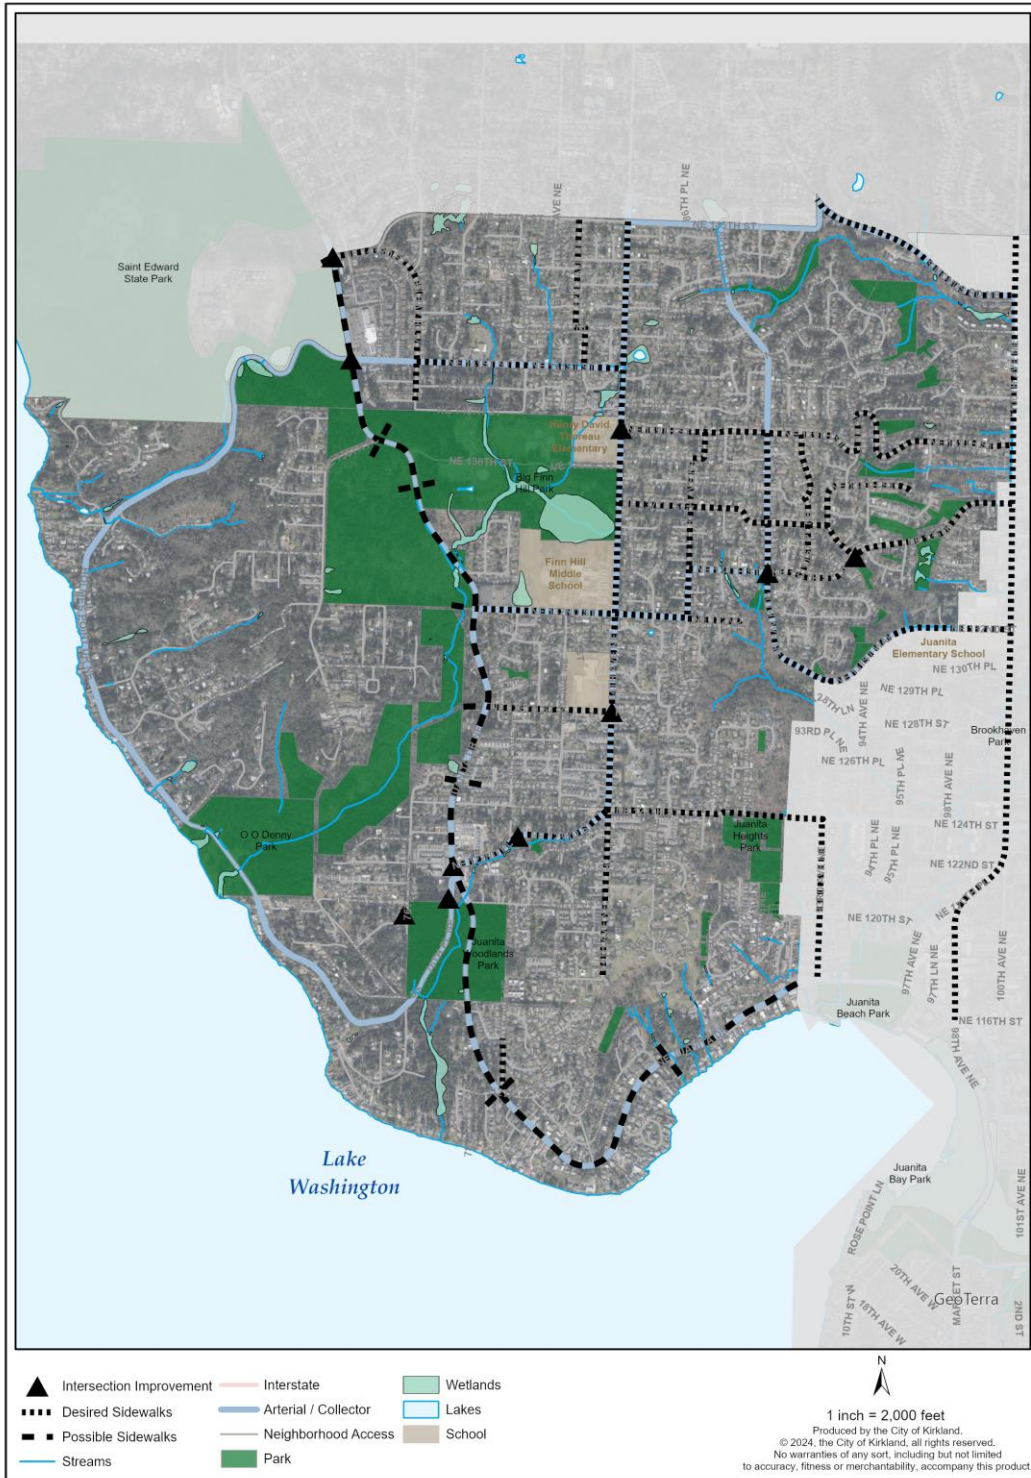 86TH PL NE
AVE NE
Saint Edward
State Park
Henry David
Thoreau
Elementary
NE 138TH ST
Big Finn
Hill Park
Finn Hill
Middle
School
Juanita
Elementary School
NE 130TH PL
NE 129TH PL
94TH AVE NE
NE 128TH ST
93RD PL NE
Brookhaven
Park
NE 126TH PL
95TH PL NE
98TH AVE NE
O O Denny
Park
Juanita
Heights
Park
NE 124TH ST
94TH PL NE
95TH PL NE
NE 122ND ST
NE 120TH ST
Juanita
Woodlands
Park
97TH AVE NE
97TH LN NE
100TH AVE NE
Juanita
Beach Park
NE 116TH ST
98TH AVE NE
Lake
Washington
Juanita
Bay Park
ROSE POINT LN
101ST AVE NE
20TH AVE W
MARKET ST
GeoTerra
10TH ST W
18TH AVE W
2ND ST
Intersection Improvement
Desired Sidewalks
Possible Sidewalks
Streams
Interstate
Arterial / Collector
Neighborhood Access
Park
Wetlands
Lakes
School
N
1 inch = 2,000 feet
Produced by the City of Kirkland.
© 2024, the City of Kirkland, all rights reserved.
No warranties of any sort, including but not limited
to accuracy, fitness or merchantability, accompany this product.